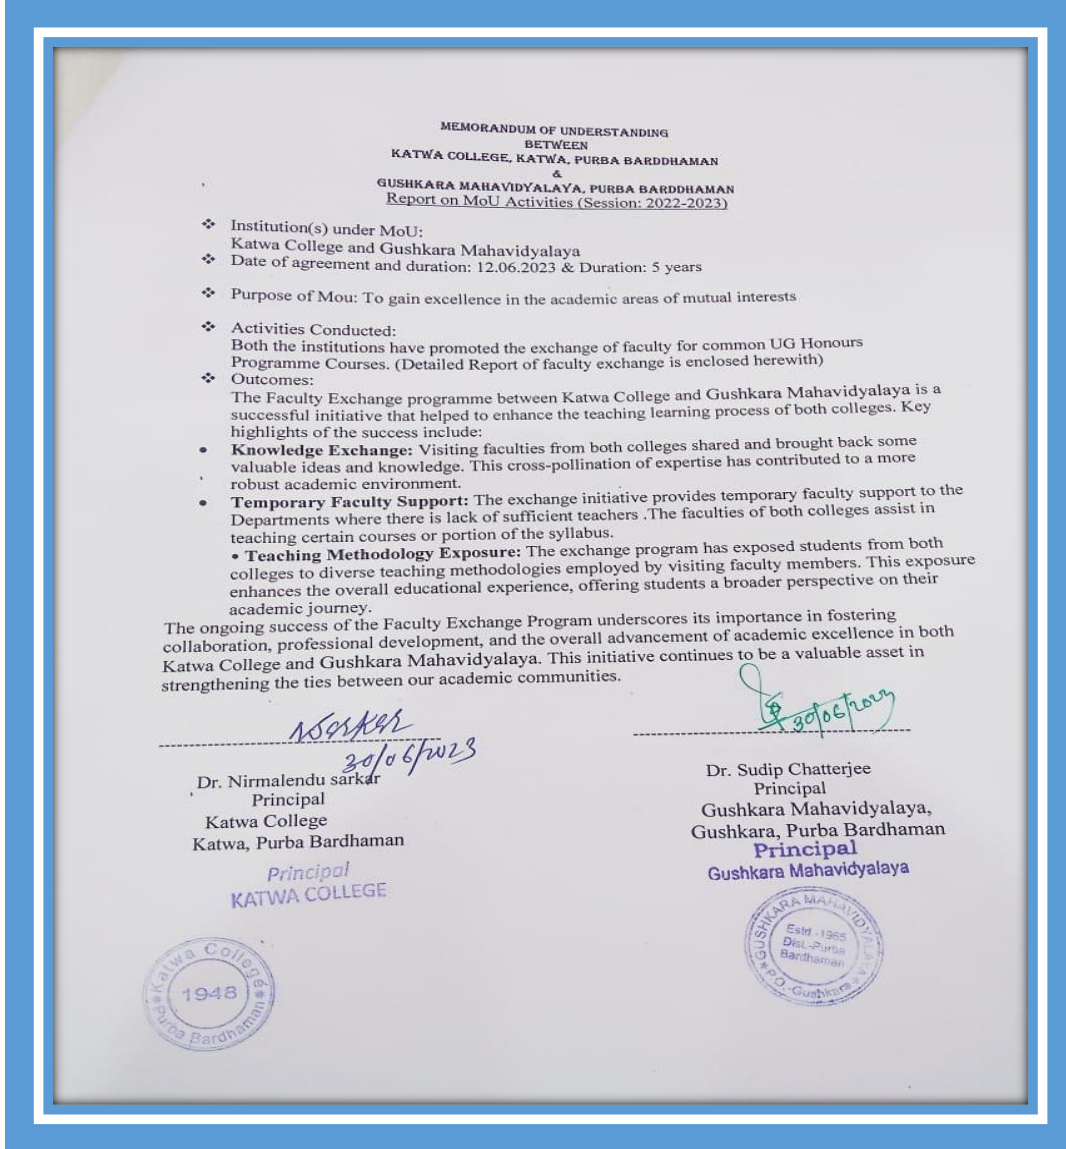 MEMORANDUM OF UNDERSTANDING
BETWEEN
KATWA COLLEGE, KATWA, PURBA BARDDHAMAN
&
GUSHKARA MAHAVIDYALAYA, PURBA BARDDHAMAN
Report on MoU Activities (Session: 2022-2023)
❖ Institution(s) under MoU:
Katwa College and Gushkara Mahavidyalaya
❖ Date of agreement and duration: 12.06.2023 & Duration: 5 years
❖ Purpose of Mou: To gain excellence in the academic areas of mutual interests
❖ Activities Conducted:
Both the institutions have promoted the exchange of faculty for common UG Honours
Programme Courses. (Detailed Report of faculty exchange is enclosed herewith)
❖ Outcomes:
The Faculty Exchange programme between Katwa College and Gushkara Mahavidyalaya is a
successful initiative that helped to enhance the teaching learning process of both colleges. Key
highlights of the success include:
• Knowledge Exchange: Visiting faculties from both colleges shared and brought back some
valuable ideas and knowledge. This cross-pollination of expertise has contributed to a more
robust academic environment.
• Temporary Faculty Support: The exchange initiative provides temporary faculty support to the
Departments where there is lack of sufficient teachers .The faculties of both colleges assist in
teaching certain courses or portion of the syllabus.
• Teaching Methodology Exposure: The exchange program has exposed students from both
colleges to diverse teaching methodologies employed by visiting faculty members. This exposure
enhances the overall educational experience, offering students a broader perspective on their
academic journey.
The ongoing success of the Faculty Exchange Program underscores its importance in fostering
collaboration, professional development, and the overall advancement of academic excellence in both
Katwa College and Gushkara Mahavidyalaya. This initiative continues to be a valuable asset in
strengthening the ties between our academic communities.
NSarkar
30/06/2023
Dr. Nirmalendu sarkar
Principal
Katwa College
Katwa, Purba Bardhaman
Principal
KATWA COLLEGE
Katwa College
1948
Purba Bardhaman
30/06/2023
Dr. Sudip Chatterjee
Principal
Gushkara Mahavidyalaya,
Gushkara, Purba Bardhaman
Principal
Gushkara Mahavidyalaya
GUSHKARA MAHAVIDYALAYA
Estd.-1965
Dist.-Purba
Bardhaman
P.O.-Gushkara